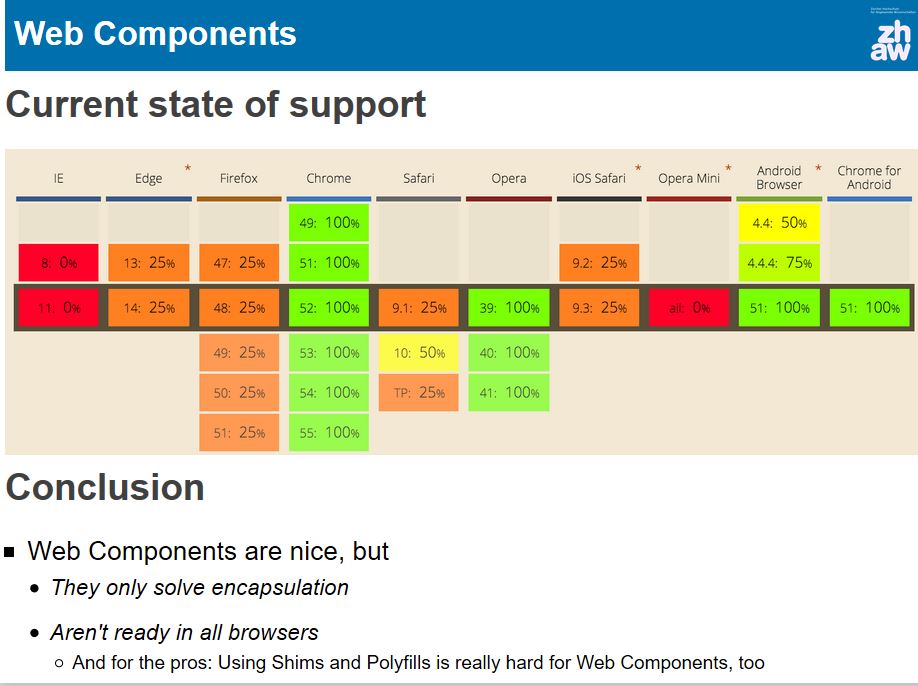 Web Components
Zürcher Hochschule
für Angewandte Wissenschaften
zh
aw
Current state of support
IE Edge * Firefox Chrome Safari Opera iOS Safari * Opera Mini * Android Browser * Chrome for Android
49: 100% 4.4: 50%
8: 0% 13: 25% 47: 25% 51: 100% 9.2: 25% 4.4.4: 75%
11: 0% 14: 25% 48: 25% 52: 100% 9.1: 25% 39: 100% 9.3: 25% all: 0% 51: 100% 51: 100%
49: 25% 53: 100% 10: 50% 40: 100%
50: 25% 54: 100% TP: 25% 41: 100%
51: 25% 55: 100%
Conclusion
Web Components are nice, but
They only solve encapsulation
Aren't ready in all browsers
And for the pros: Using Shims and Polyfills is really hard for Web Components, too